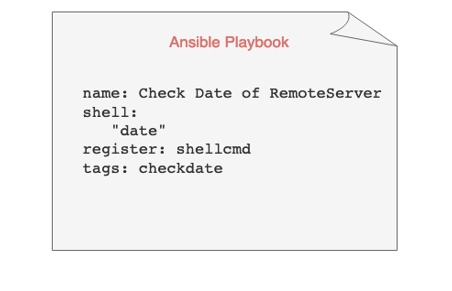 Ansible Playbook
name: Check Date of RemoteServer
shell:
   "date"
register: shellcmd
tags: checkdate